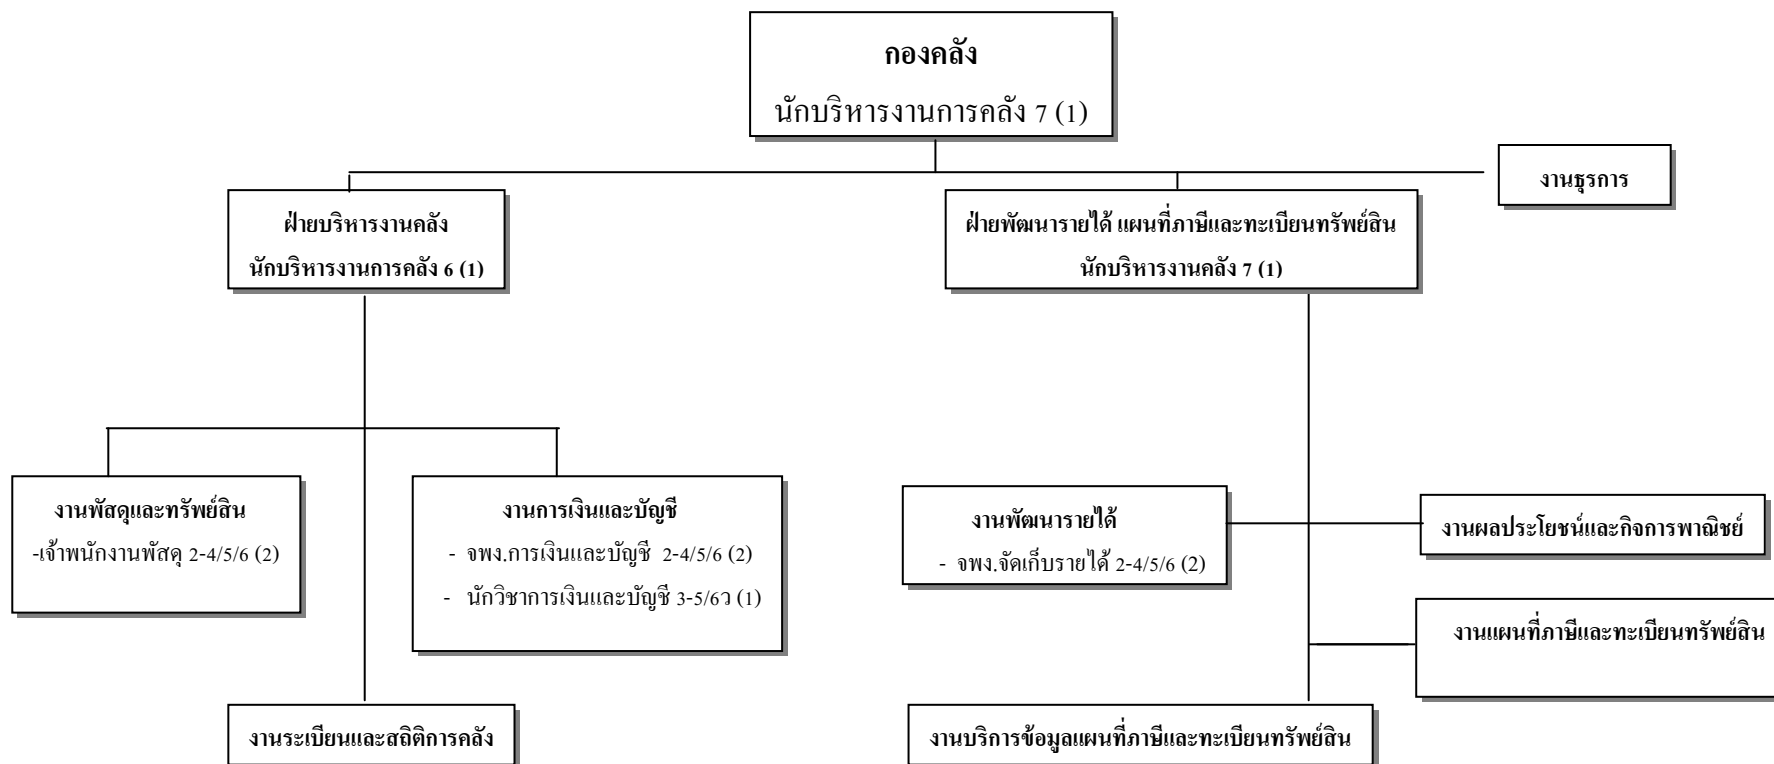 กองคลัง
นักบริหารงานการคลัง 7 (1)
งานธุรการ
ฝ่ายบริหารงานคลัง
นักบริหารงานการคลัง 6 (1)
ฝ่ายพัฒนารายได้ แผนที่ภาษีและทะเบียนทรัพย์สิน
นักบริหารงานคลัง 7 (1)
งานพัสดุและทรัพย์สิน
-เจ้าพนักงานพัสดุ 2-4/5/6 (2)
งานการเงินและบัญชี
- จพง.การเงินและบัญชี 2-4/5/6 (2)
- นักวิชาการเงินและบัญชี 3-5/6ว (1)
งานพัฒนารายได้
- จพง.จัดเก็บรายได้ 2-4/5/6 (2)
งานผลประโยชน์และกิจการพาณิชย์
งานแผนที่ภาษีและทะเบียนทรัพย์สิน
งานระเบียนและสถิติการคลัง
งานบริการข้อมูลแผนที่ภาษีและทะเบียนทรัพย์สิน